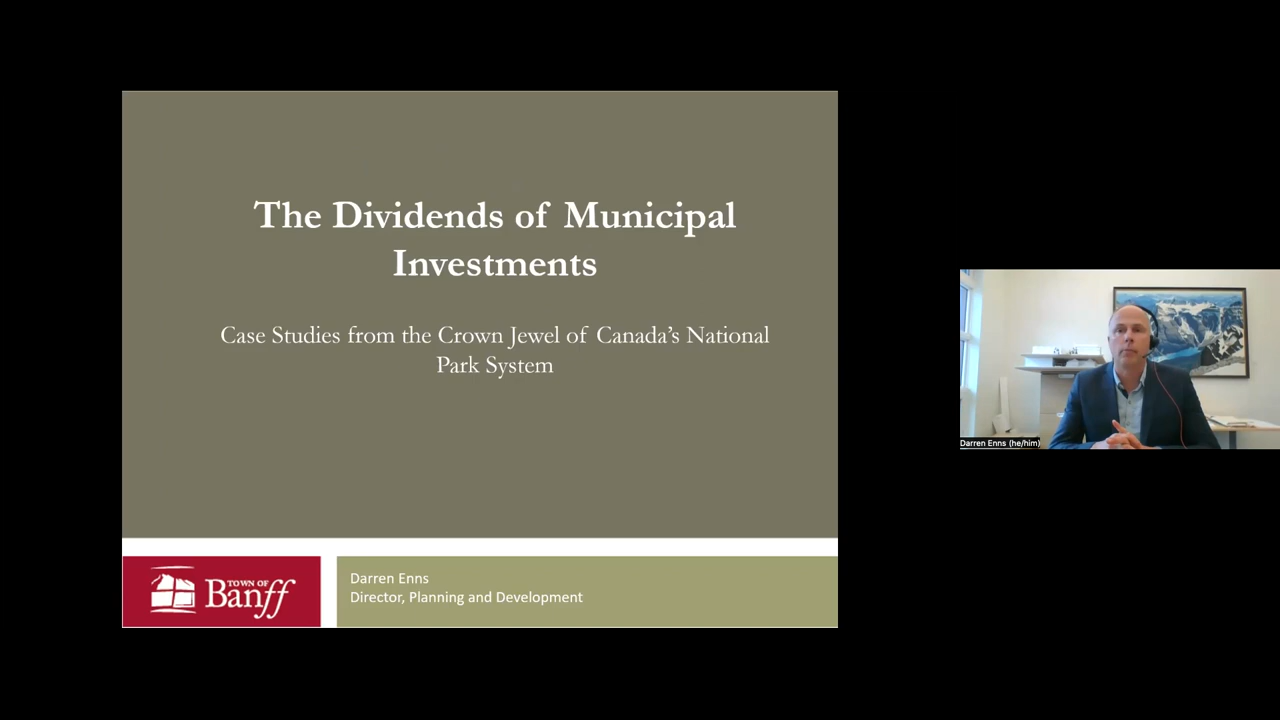 The Dividends of Municipal
Investments
Case Studies from the Crown Jewel of Canada's National
Park System
TOWN OF
Banff
Darren Enns
Director, Planning and Development
Darren Enns (he/him)